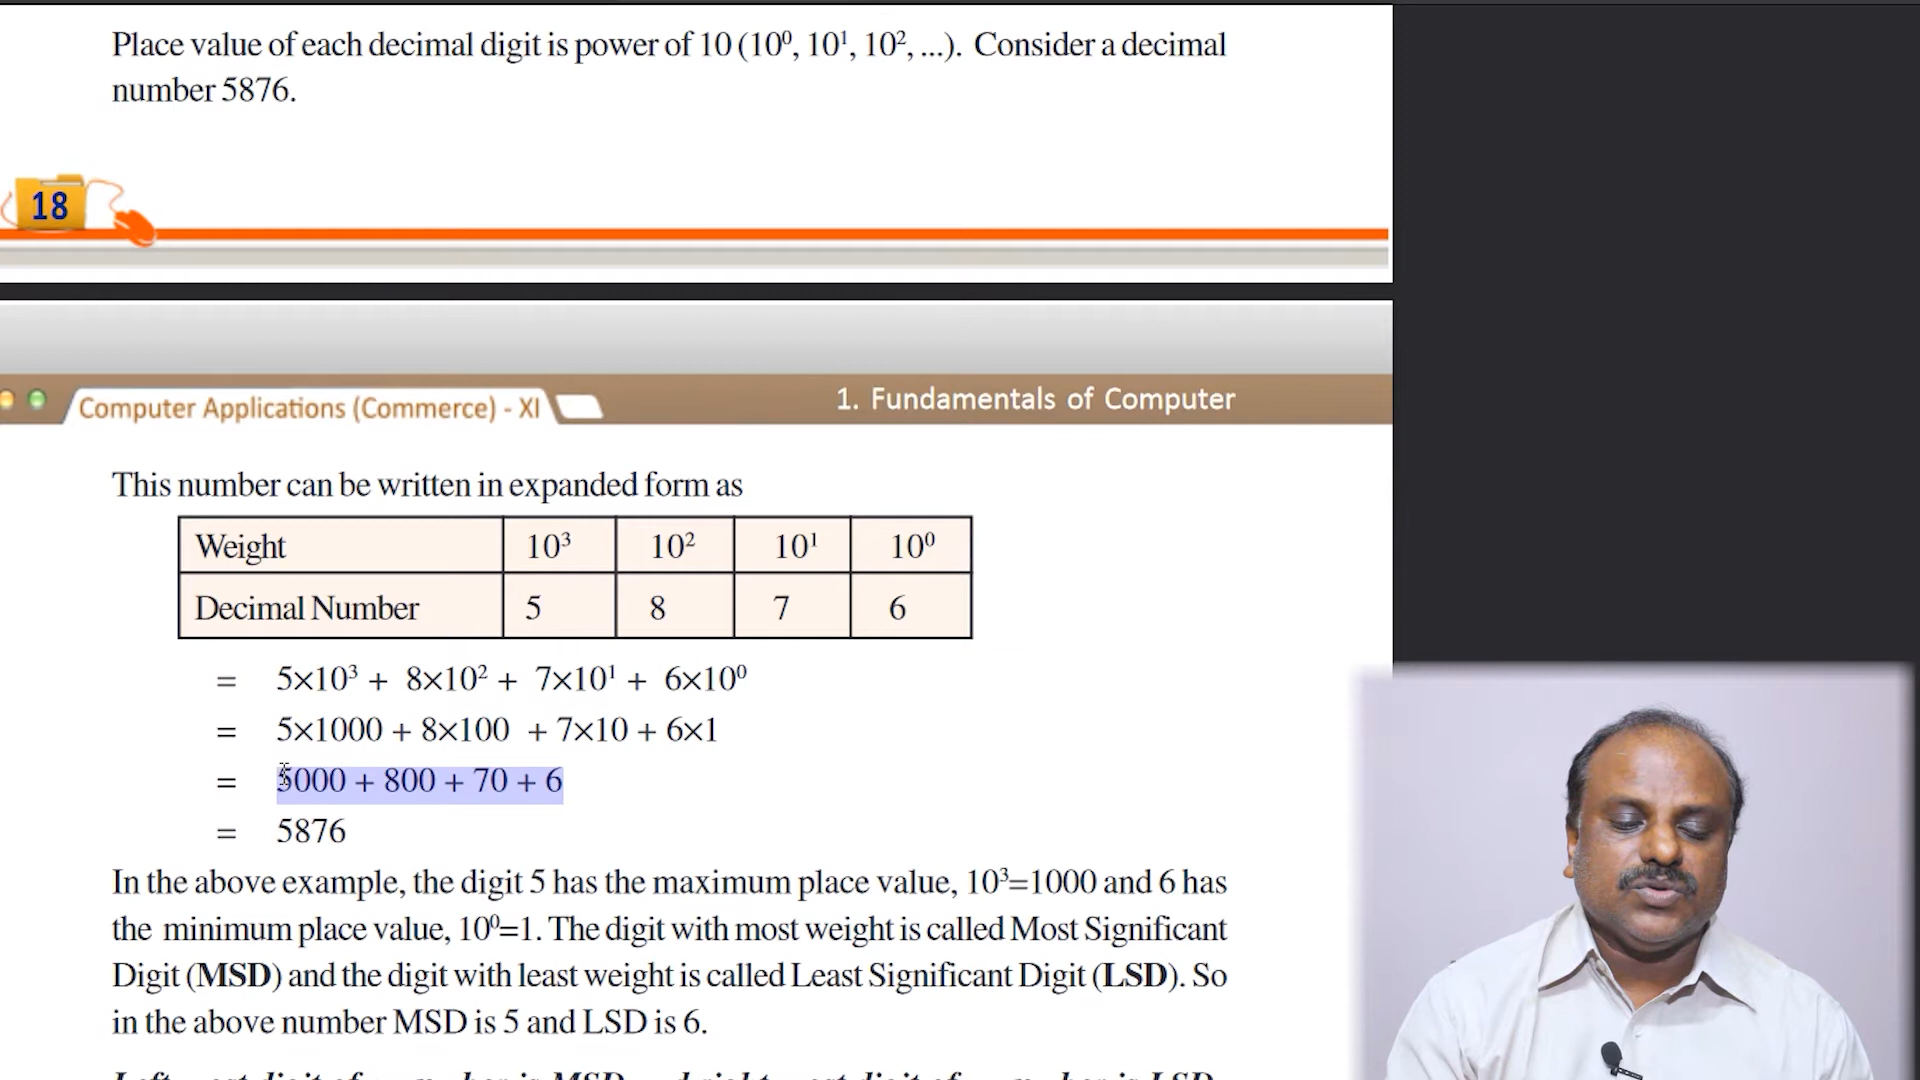 Place value of each decimal digit is power of 10 (10⁰, 10¹, 10², ...). Consider a decimal
number 5876.
18
Computer Applications (Commerce) - XI
1. Fundamentals of Computer
This number can be written in expanded form as
Weight 10³ 10² 10¹ 10⁰
Decimal Number 5 8 7 6
= 5×10³ + 8×10² + 7×10¹ + 6×10⁰
= 5×1000 + 8×100 + 7×10 + 6×1
= 5000 + 800 + 70 + 6
= 5876
In the above example, the digit 5 has the maximum place value, 10³=1000 and 6 has
the minimum place value, 10⁰=1. The digit with most weight is called Most Significant
Digit (MSD) and the digit with least weight is called Least Significant Digit (LSD). So
in the above number MSD is 5 and LSD is 6.